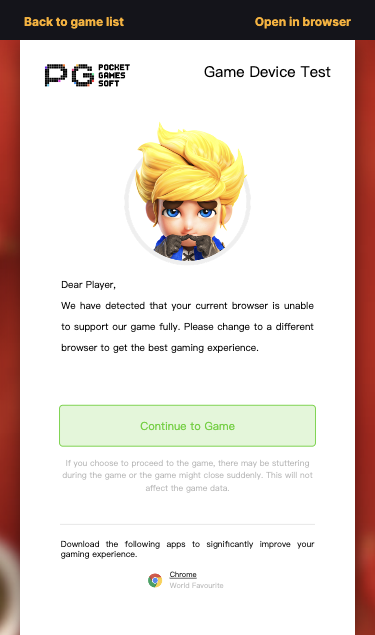 Back to game list Open in browser
PG POCKET GAMES SOFT
Game Device Test
Dear Player,
We have detected that your current browser is unable
to support our game fully. Please change to a different
browser to get the best gaming experience.
Continue to Game
If you choose to proceed to the game, there may be stuttering
during the game or the game might close suddenly. This will not
affect the game data.
Download the following apps to significantly improve your
gaming experience.
Chrome
World Favourite